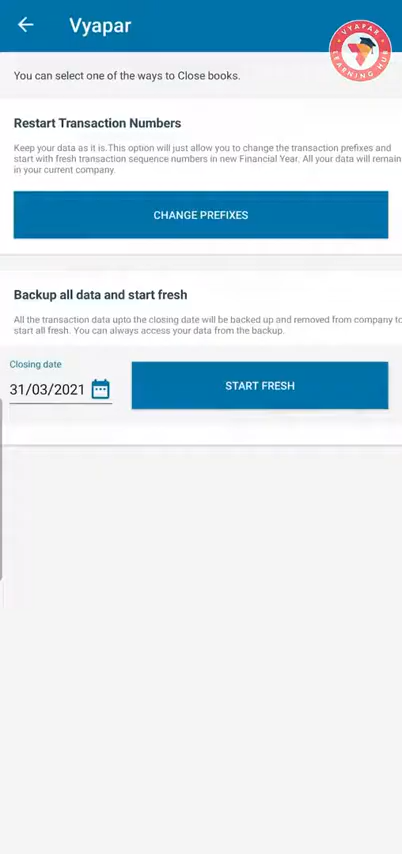 Vyapar
VYAPAR
LEARNING HUB
You can select one of the ways to Close books.
Restart Transaction Numbers
Keep your data as it is.This option will just allow you to change the transaction prefixes and
start with fresh transaction sequence numbers in new Financial Year. All your data will remain
in your current company.
CHANGE PREFIXES
Backup all data and start fresh
All the transaction data upto the closing date will be backed up and removed from company to
start all fresh. You can always access your data from the backup.
Closing date
31/03/2021
START FRESH